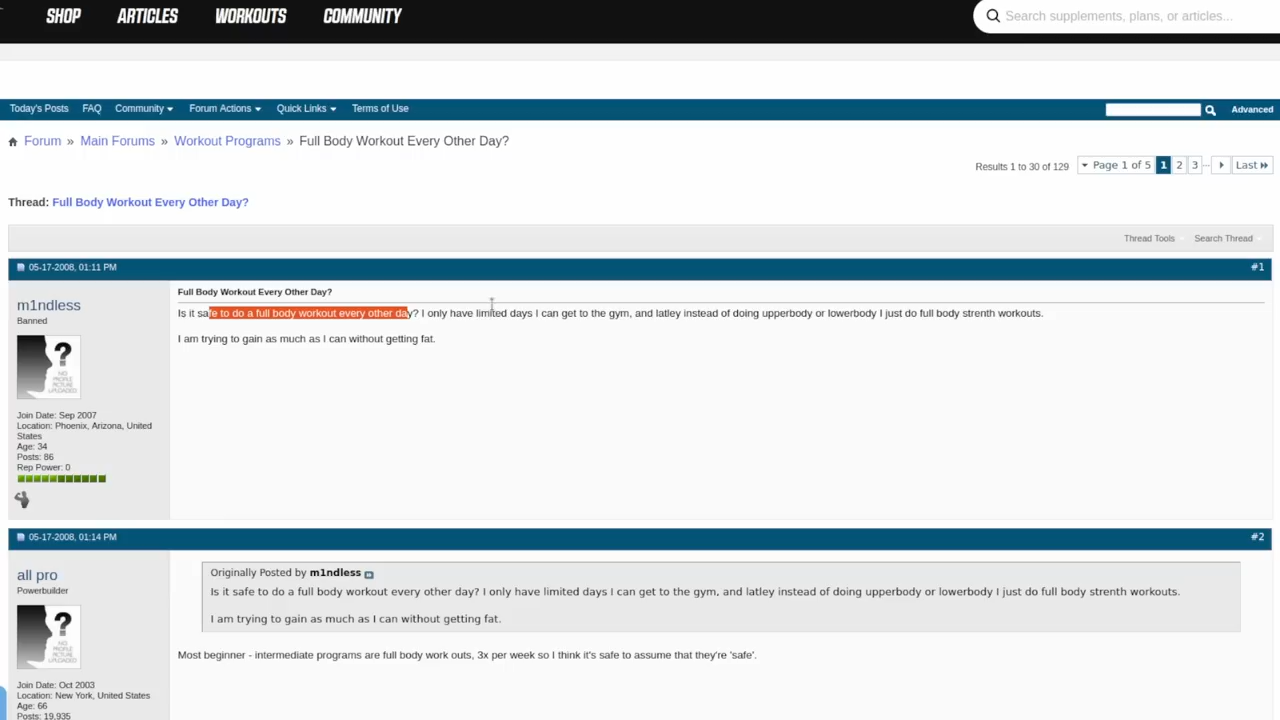 SHOP ARTICLES WORKOUTS COMMUNITY Search supplements, plans, or articles...
Today's Posts FAQ Community Forum Actions Quick Links Terms of Use Advanced
Forum » Main Forums » Workout Programs » Full Body Workout Every Other Day?
Results 1 to 30 of 129 Page 1 of 5 1 2 3 ... Last
Thread: Full Body Workout Every Other Day?
Thread Tools Search Thread
05-17-2008, 01:11 PM #1
m1ndless
Banned
NO
PROFILE
PICTURE
UPLOADED
Join Date: Sep 2007
Location: Phoenix, Arizona, United
States
Age: 34
Posts: 86
Rep Power: 0
Full Body Workout Every Other Day?
Is it safe to do a full body workout every other day? I only have limited days I can get to the gym, and latley instead of doing upperbody or lowerbody I just do full body strenth workouts.
I am trying to gain as much as I can without getting fat.
05-17-2008, 01:14 PM #2
all pro
Powerbuilder
NO
PROFILE
PICTURE
UPLOADED
Join Date: Oct 2003
Location: New York, United States
Age: 66
Posts: 19,935
Originally Posted by m1ndless
Is it safe to do a full body workout every other day? I only have limited days I can get to the gym, and latley instead of doing upperbody or lowerbody I just do full body strenth workouts.
I am trying to gain as much as I can without getting fat.
Most beginner - intermediate programs are full body work outs, 3x per week so I think it's safe to assume that they're 'safe'.